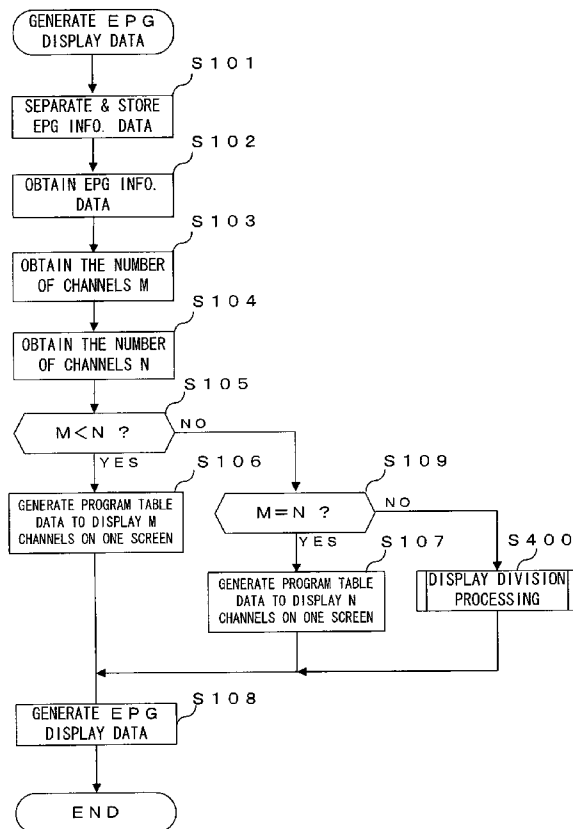 GENERATE EPG
DISPLAY DATA
S101
SEPARATE & STORE
EPG INFO. DATA
S102
OBTAIN EPG INFO.
DATA
S103
OBTAIN THE NUMBER
OF CHANNELS M
S104
OBTAIN THE NUMBER
OF CHANNELS N
S105
M<N ?
NO
YES
S106
GENERATE PROGRAM TABLE
DATA TO DISPLAY M
CHANNELS ON ONE SCREEN
S109
M=N ?
NO
YES
S107
GENERATE PROGRAM TABLE
DATA TO DISPLAY N
CHANNELS ON ONE SCREEN
S400
DISPLAY DIVISION
PROCESSING
S108
GENERATE EPG
DISPLAY DATA
END